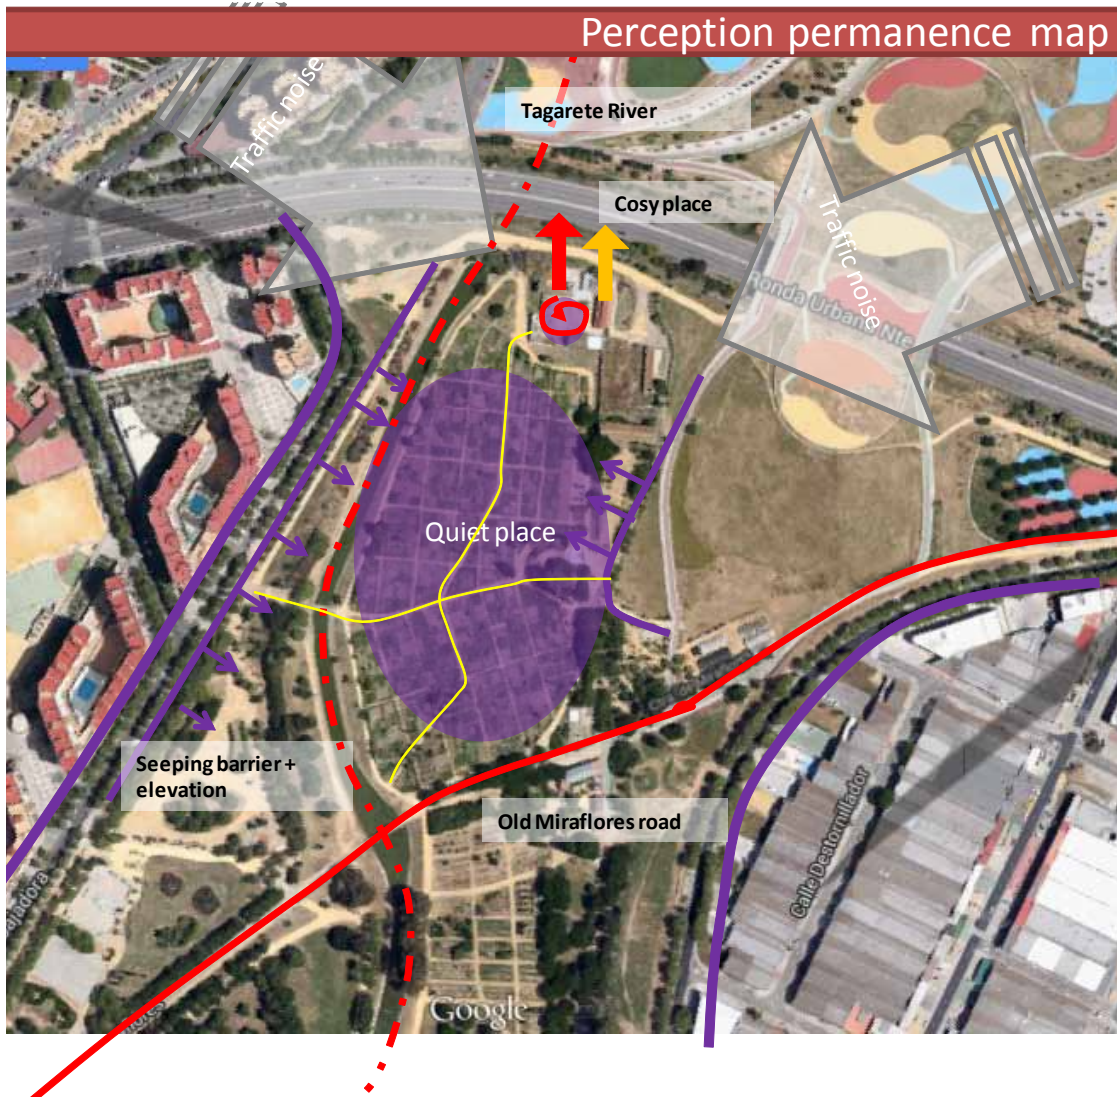 Perception permanence map
Traffic noise
Tagarete River
Cosy place
Traffic noise
Ronda Urbana Nte
Quiet place
Seeping barrier +
elevation
Old Miraflores road
Calle Destornillador
ajadora
Google